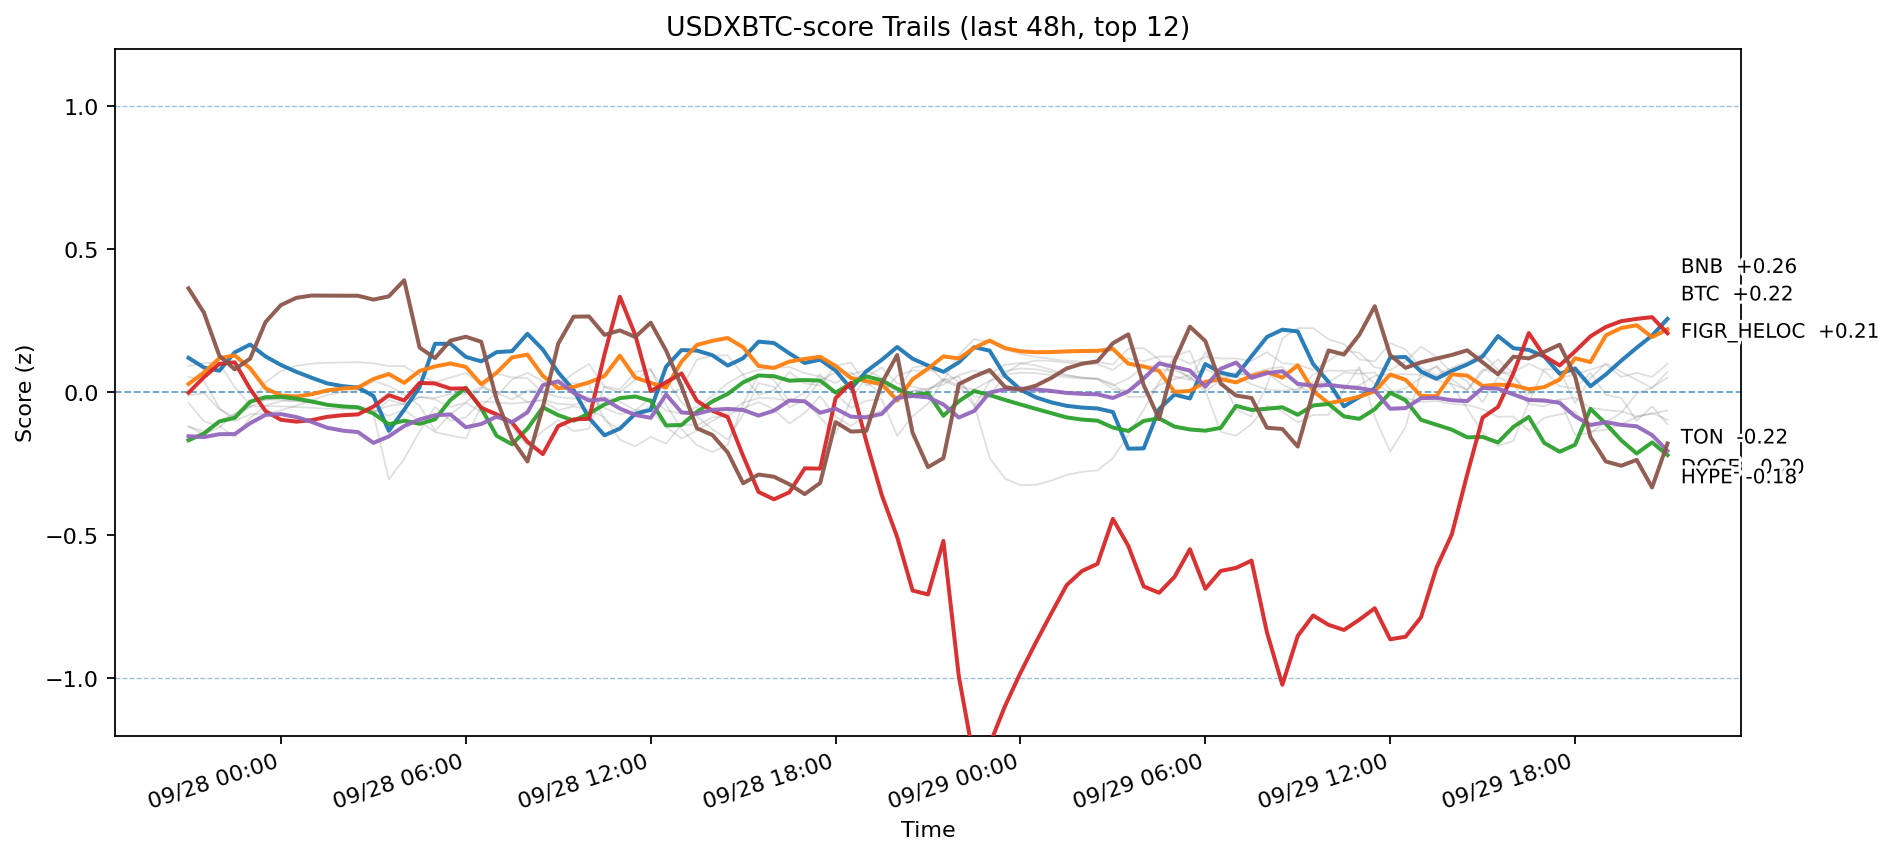 USDXBTC-score Trails (last 48h, top 12)
Score (z)
1.0
0.5
0.0
−0.5
−1.0
BNB +0.26
BTC +0.22
FIGR_HELOC +0.21
TON -0.22
DOGE -0.20
HYPE -0.18
09/28 00:00
09/28 06:00
09/28 12:00
09/28 18:00
09/29 00:00
09/29 06:00
09/29 12:00
09/29 18:00
Time